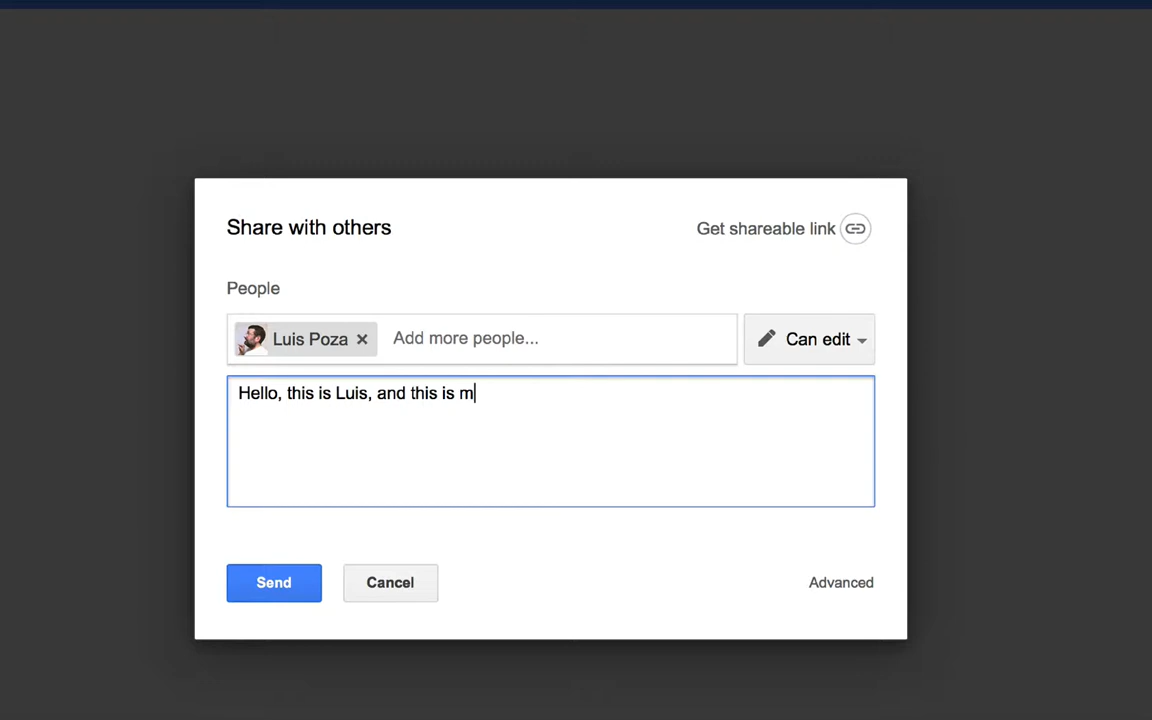 Share with others
Get shareable link
People
Luis Poza
Add more people...
Can edit
Hello, this is Luis, and this is m
Send
Cancel
Advanced